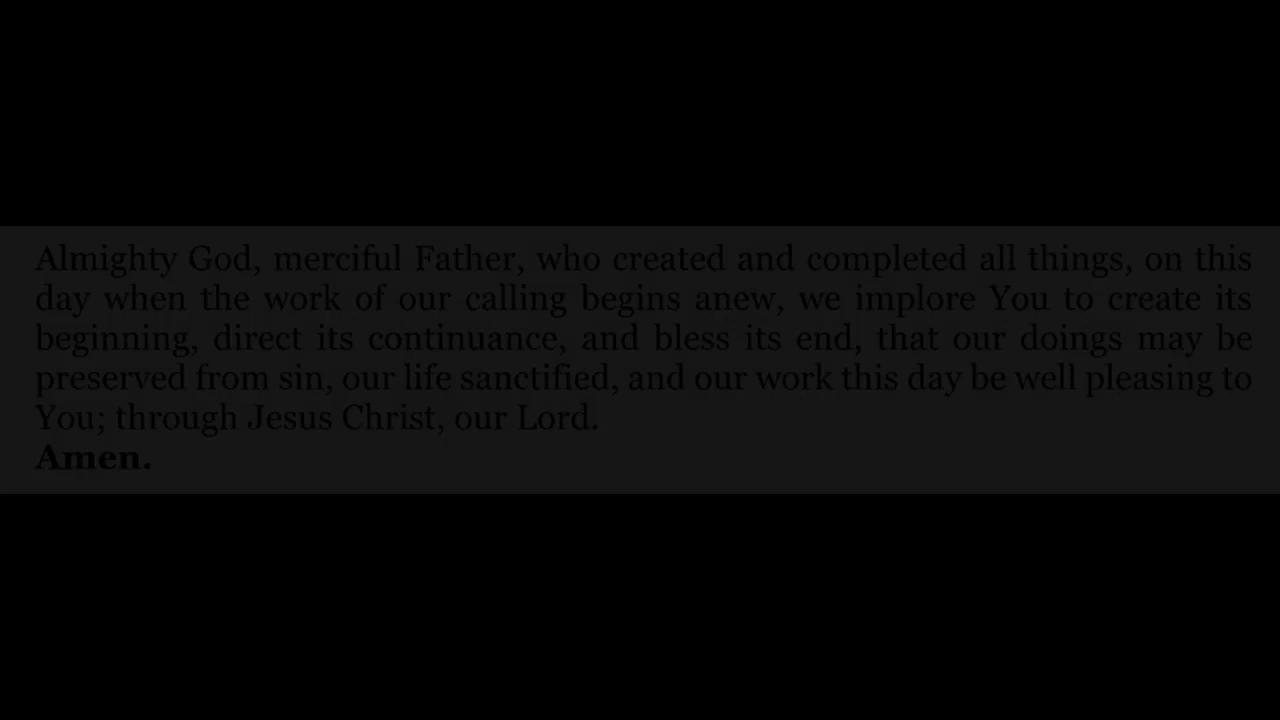 Almighty God, merciful Father, who created and completed all things, on this
day when the work of our calling begins anew, we implore You to create its
beginning, direct its continuance, and bless its end, that our doings may be
preserved from sin, our life sanctified, and our work this day be well pleasing to
You; through Jesus Christ, our Lord.
Amen.